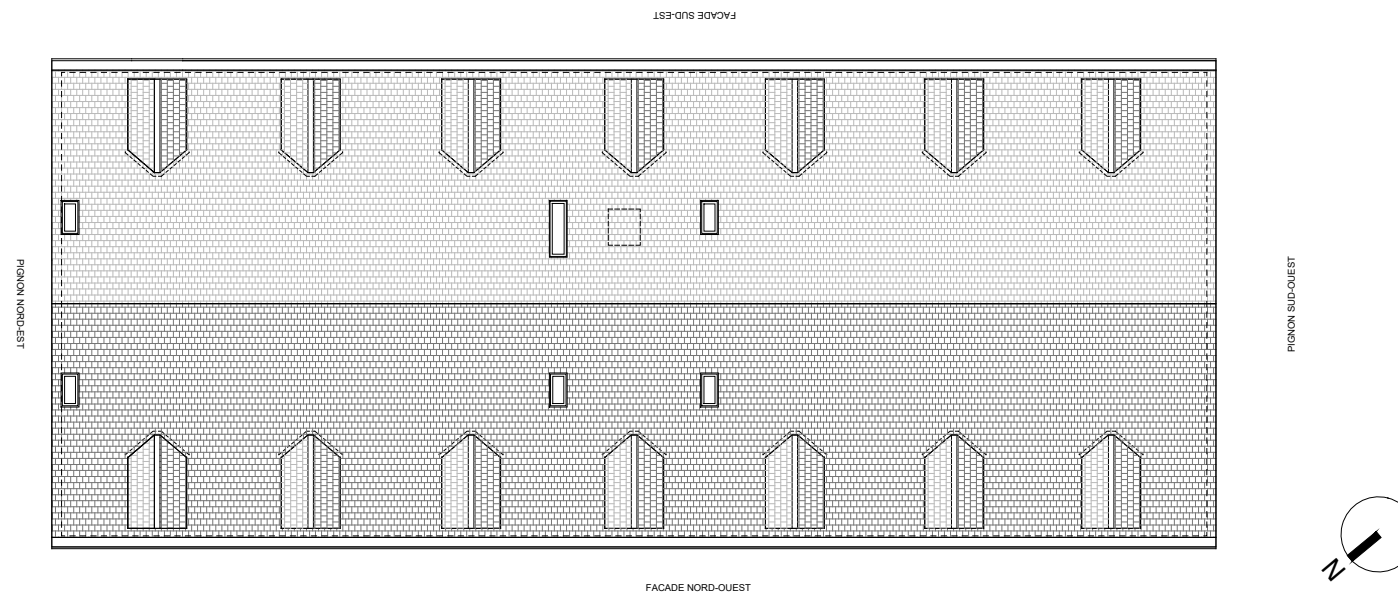 FACADE SUD-EST
PIGNON NORD-EST
PIGNON SUD-OUEST
FACADE NORD-OUEST
N